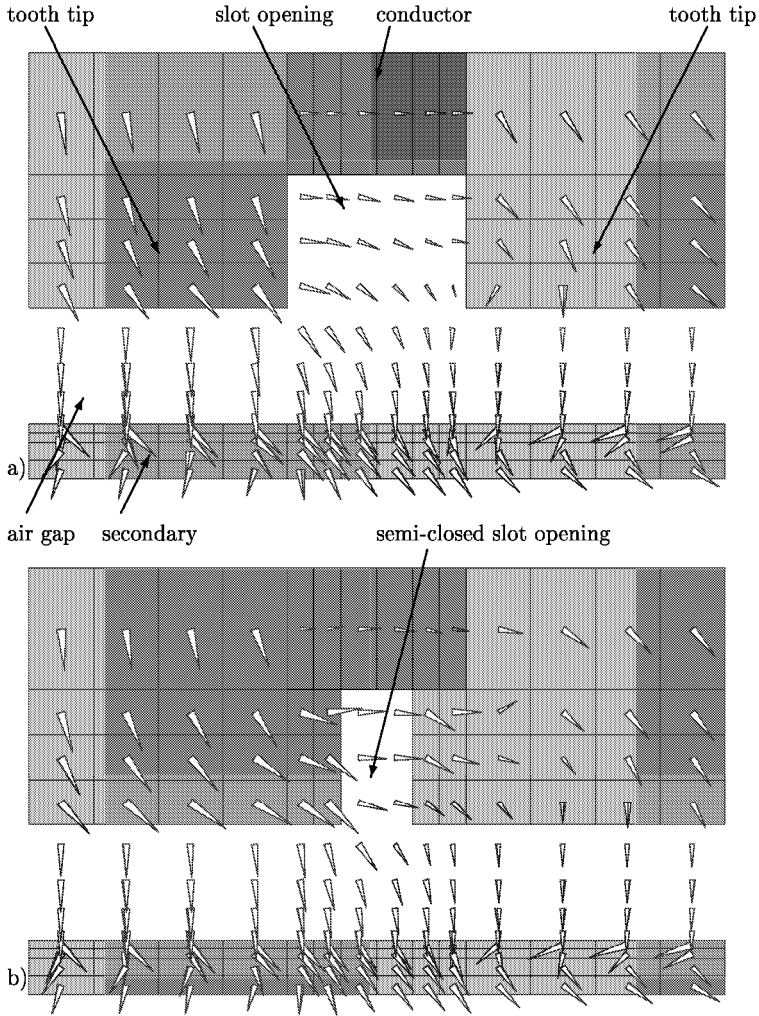 tooth tip slot opening conductor tooth tip
a)
air gap secondary semi-closed slot opening
b)